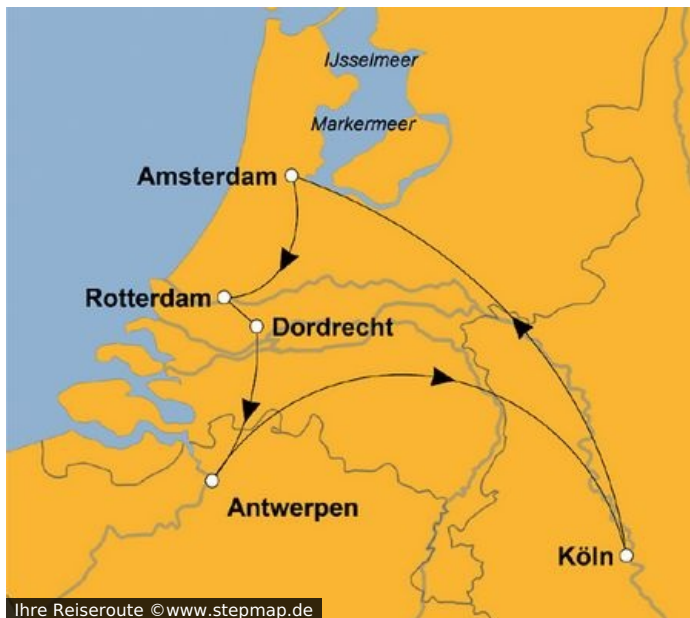 IJsselmeer
Markermeer
Amsterdam
Rotterdam
Dordrecht
Antwerpen
Köln
Ihre Reiseroute ©www.stepmap.de